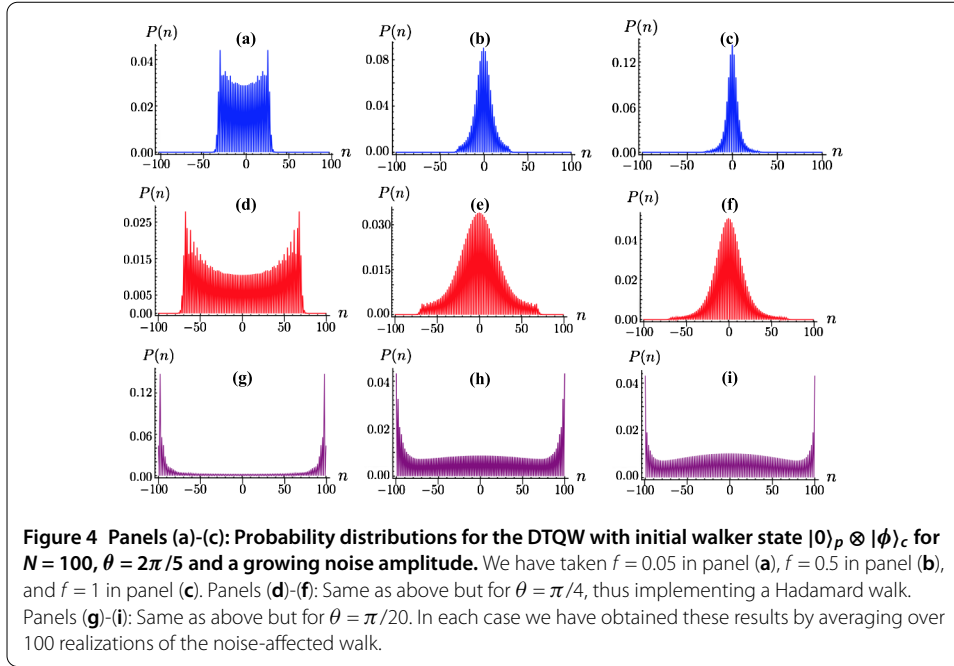 P(n) (a) 0.04 0.02 0.00 −100 −50 0 50 100 n
P(n) (b) 0.08 0.04 0.00 −100 −50 0 50 100 n
P(n) (c) 0.12 0.06 0.00 −100 −50 0 50 100 n
P(n) (d) 0.025 0.015 0.005 −100 −50 0 50 100 n
P(n) (e) 0.030 0.015 0.00 −100 −50 0 50 100 n
P(n) (f) 0.04 0.02 0.00 −100 −50 0 50 100 n
P(n) (g) 0.12 0.06 0.00 −100 −50 0 50 100 n
P(n) (h) 0.04 0.02 0.00 −100 −50 0 50 100 n
P(n) (i) 0.04 0.02 0.00 −100 −50 0 50 100 n
Figure 4 Panels (a)-(c): Probability distributions for the DTQW with initial walker state |0⟩p ⊗ |ϕ⟩c for
N = 100, θ = 2π/5 and a growing noise amplitude. We have taken f = 0.05 in panel (a), f = 0.5 in panel (b),
and f = 1 in panel (c). Panels (d)-(f): Same as above but for θ = π/4, thus implementing a Hadamard walk.
Panels (g)-(i): Same as above but for θ = π/20. In each case we have obtained these results by averaging over
100 realizations of the noise-affected walk.